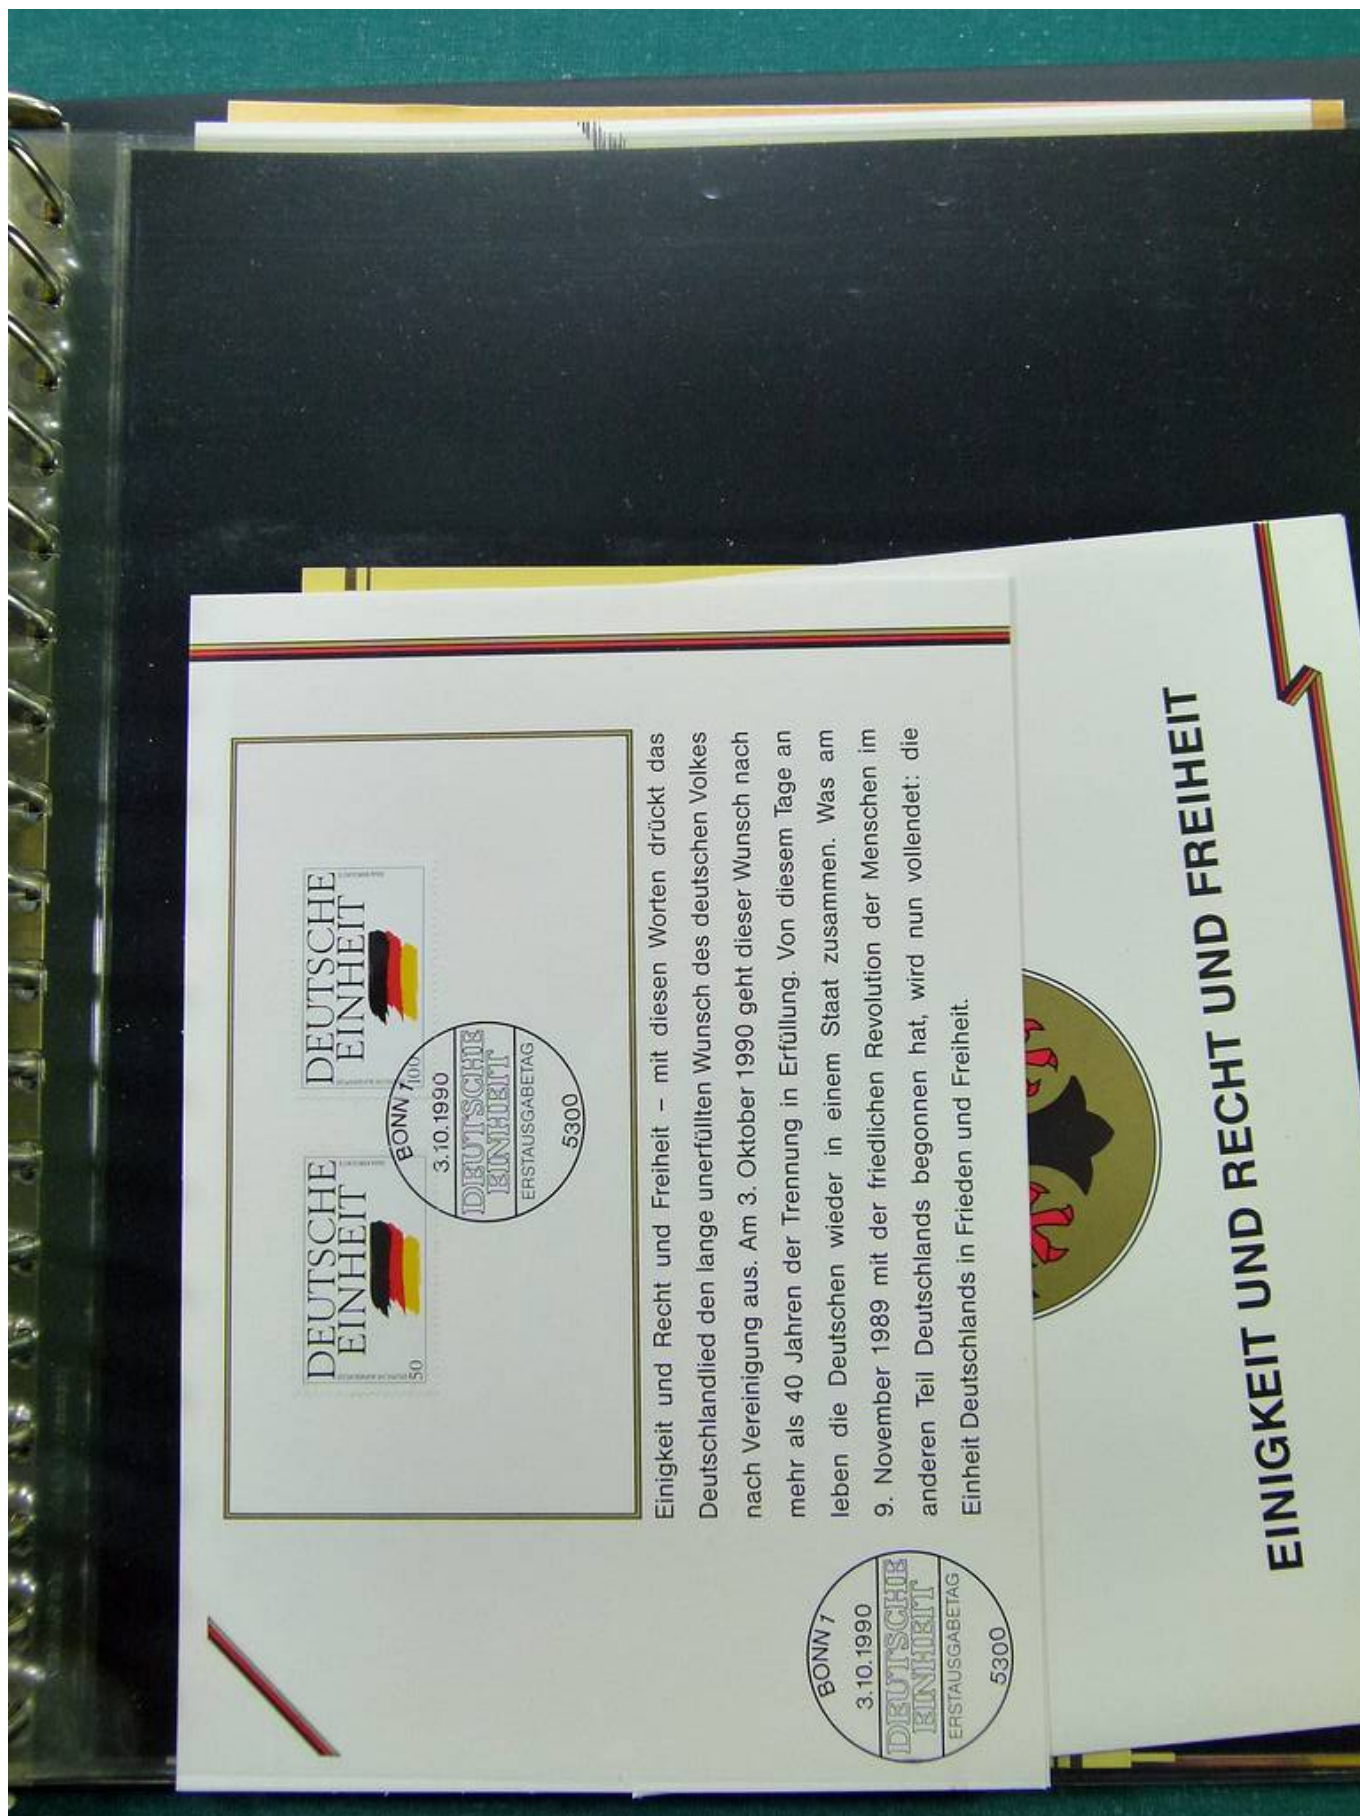 DEUTSCHE
EINHEIT
50
DEUTSCHE
EINHEIT
100
BONN 1
3.10.1990
DEUTSCHE
EINHEIT
ERSTAUSGABETAG
5300
Einigkeit und Recht und Freiheit – mit diesen Worten drückt das
Deutschlandlied den lange unerfüllten Wunsch des deutschen Volkes
nach Vereinigung aus. Am 3. Oktober 1990 geht dieser Wunsch nach
mehr als 40 Jahren der Trennung in Erfüllung. Von diesem Tage an
leben die Deutschen wieder in einem Staat zusammen. Was am
9. November 1989 mit der friedlichen Revolution der Menschen im
anderen Teil Deutschlands begonnen hat, wird nun vollendet: die
Einheit Deutschlands in Frieden und Freiheit.
BONN 1
3.10.1990
DEUTSCHE
EINHEIT
ERSTAUSGABETAG
5300
EINIGKEIT UND RECHT UND FREIHEIT